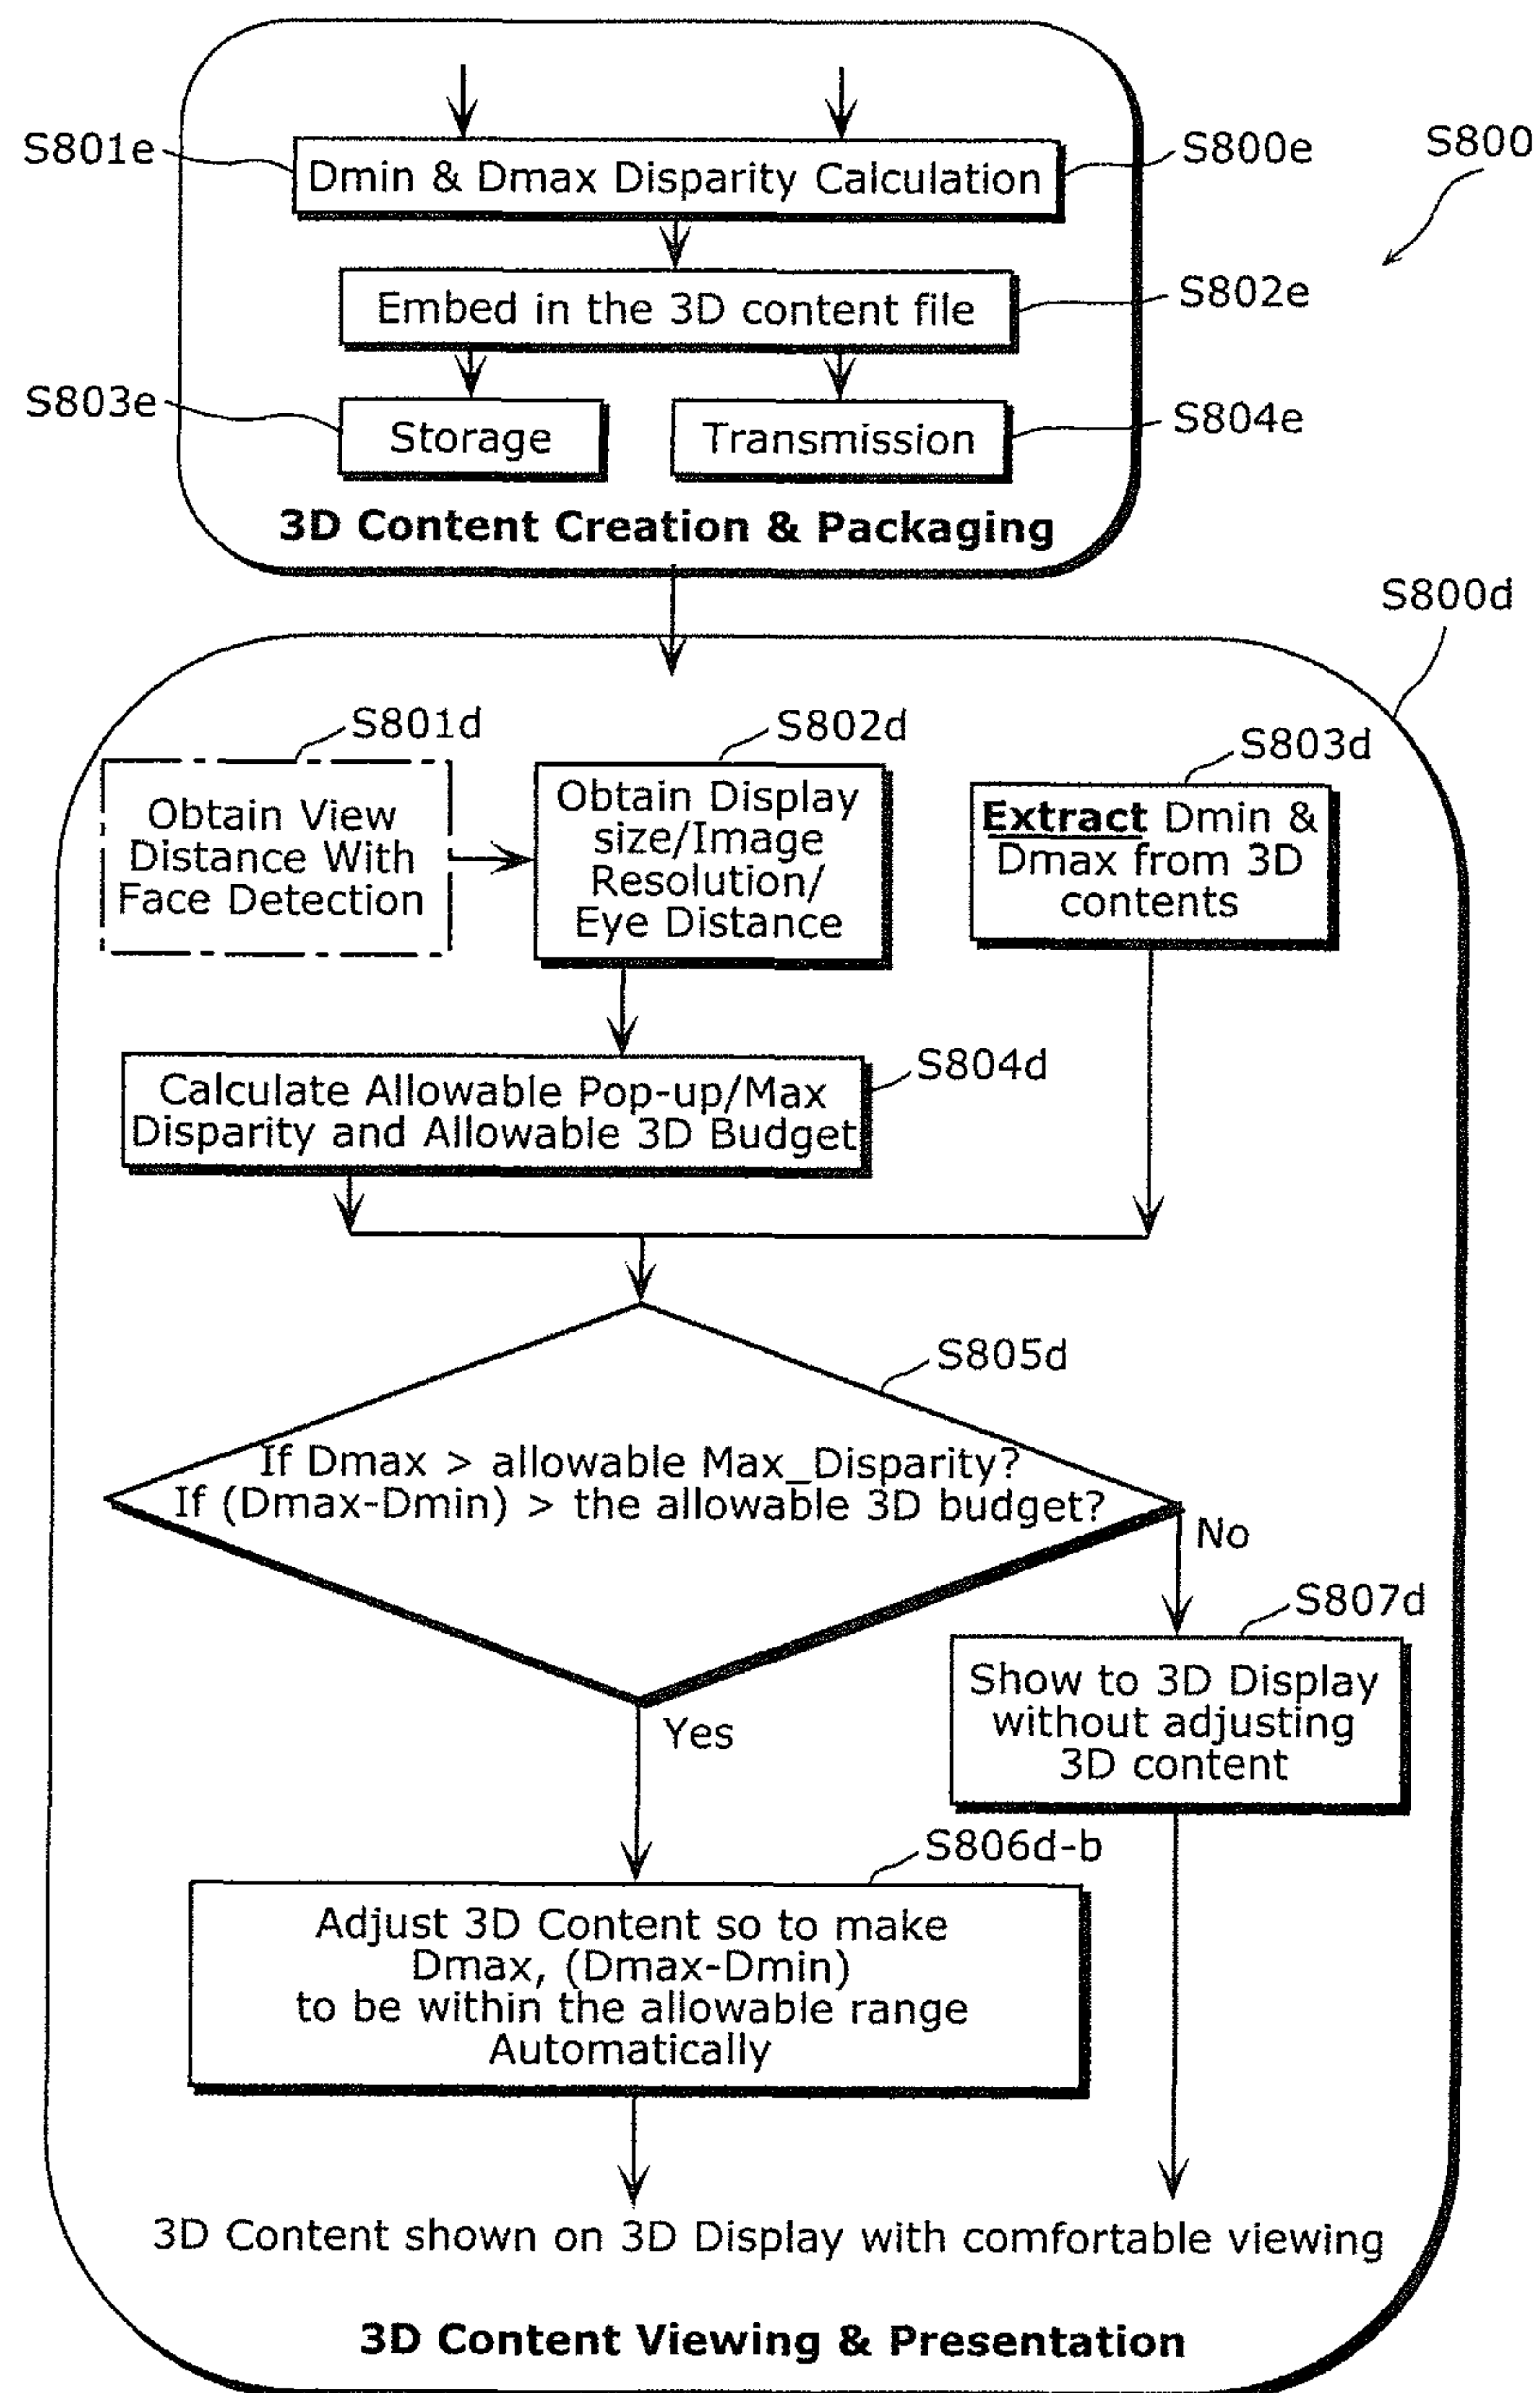 S800
S801e
Dmin & Dmax Disparity Calculation
S800e
Embed in the 3D content file
S802e
S803e
Storage
Transmission
S804e
3D Content Creation & Packaging
S800d
S801d
Obtain View
Distance With
Face Detection
S802d
Obtain Display
size/Image
Resolution/
Eye Distance
S803d
Extract Dmin &
Dmax from 3D
contents
S804d
Calculate Allowable Pop-up/Max
Disparity and Allowable 3D Budget
S805d
If Dmax > allowable Max_Disparity?
If (Dmax-Dmin) > the allowable 3D budget?
No
Yes
S807d
Show to 3D Display
without adjusting
3D content
S806d-b
Adjust 3D Content so to make
Dmax, (Dmax-Dmin)
to be within the allowable range
Automatically
3D Content shown on 3D Display with comfortable viewing
3D Content Viewing & Presentation